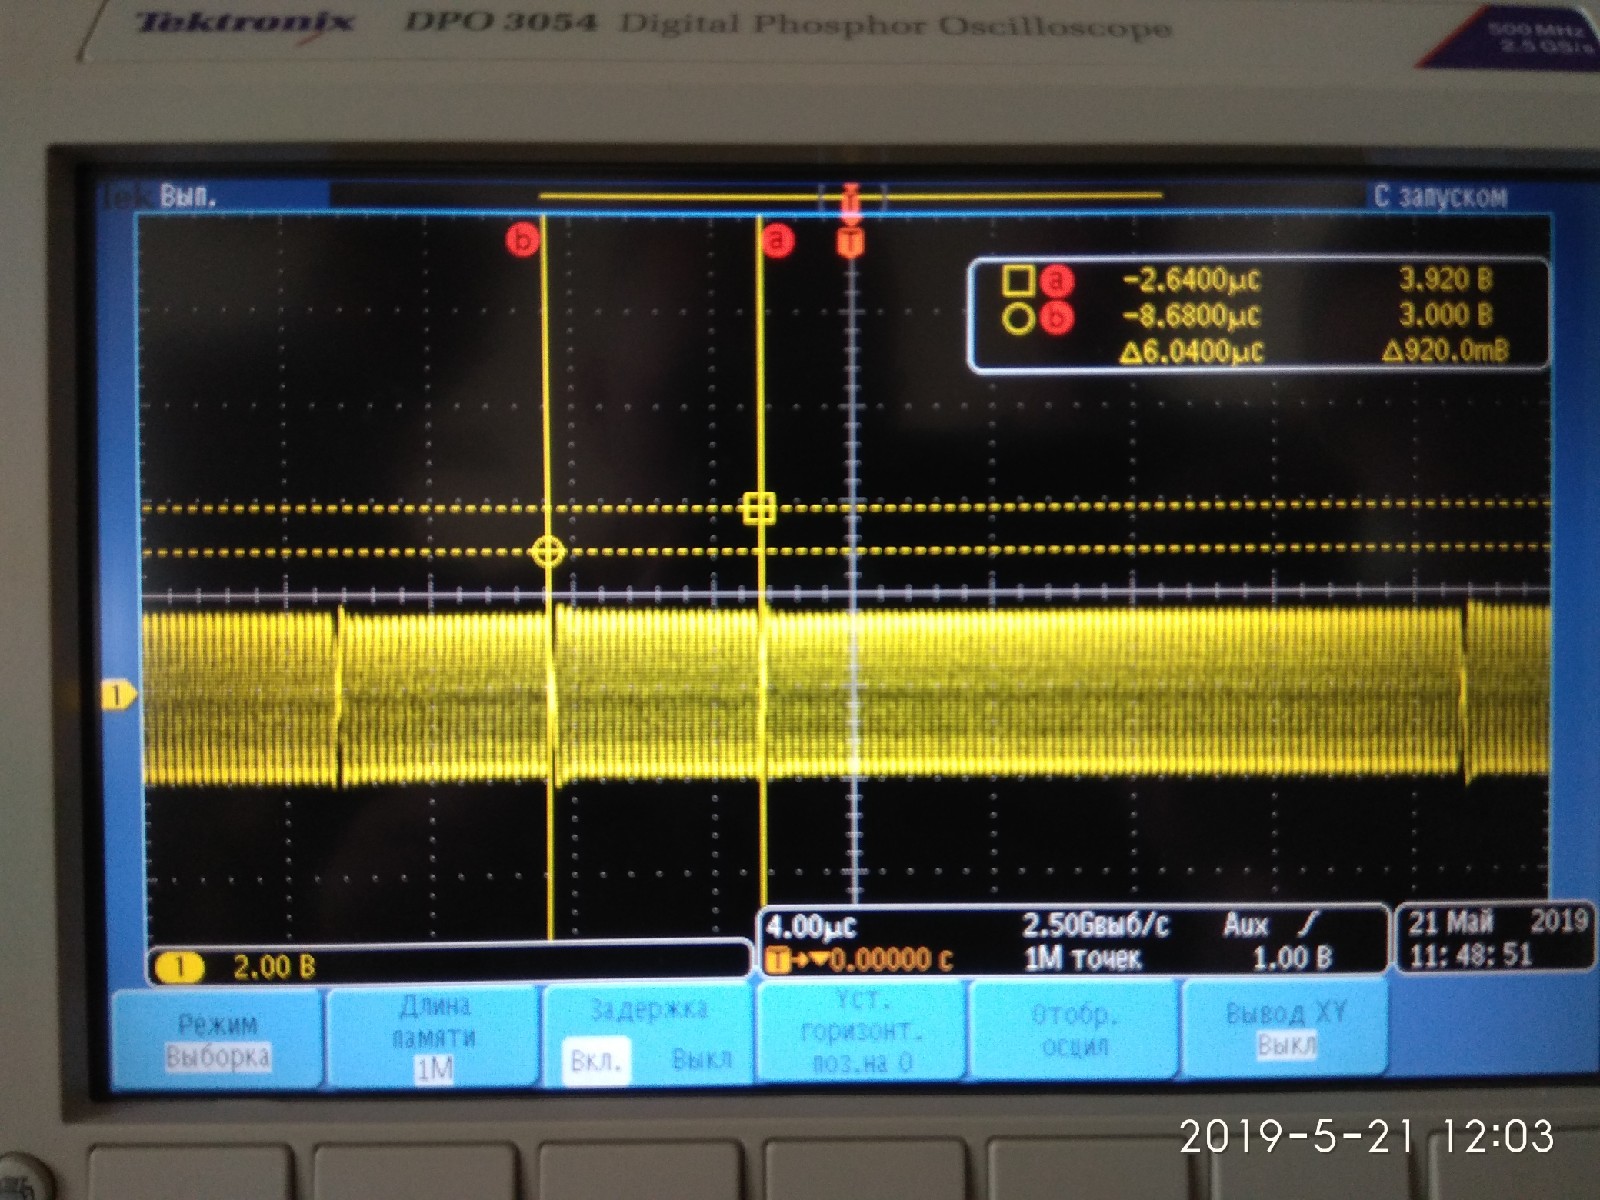 Tektronix DPO 3054 Digital Phosphor Oscilloscope
500 MHz
2.5 GS/s
Tek Вып.
С запуском
T
b
a
T
a -2.6400µс 3.920 В
b -8.6800µс 3.000 В
Δ6.0400µс Δ920.0мВ
1
4.00µс 2.50Gвыб/с Aux
T 0.00000 с 1М точек 1.00 В
21 Май 2019
11:48:51
1 2.00 В
Режим
Выборка
Длина
памяти
1M
Задержка
Вкл. Выкл
Уст.
горизонт.
поз.на 0
Отобр.
осцил
Вывод XY
Выкл
2019-5-21 12:03